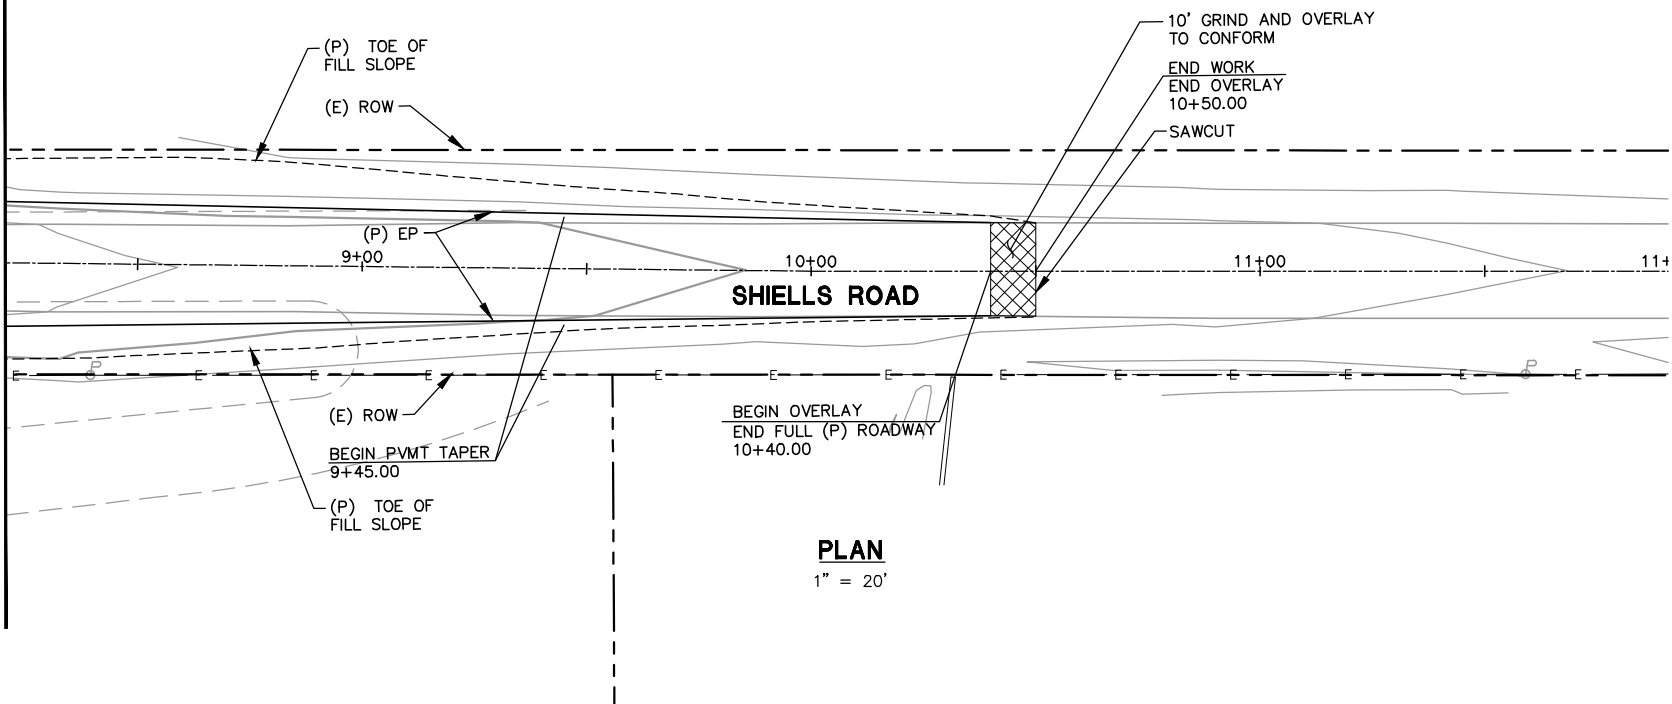 10' GRIND AND OVERLAY
TO CONFORM
(P) TOE OF
FILL SLOPE
END WORK
END OVERLAY
10+50.00
(E) ROW
SAWCUT
(P) EP
9+00
10+00
11+00
11+
SHIELLS ROAD
P
P
E E E E E E E E E E E E E E
(E) ROW
BEGIN OVERLAY
END FULL (P) ROADWAY
10+40.00
BEGIN PVMT TAPER
9+45.00
(P) TOE OF
FILL SLOPE
PLAN
1" = 20'